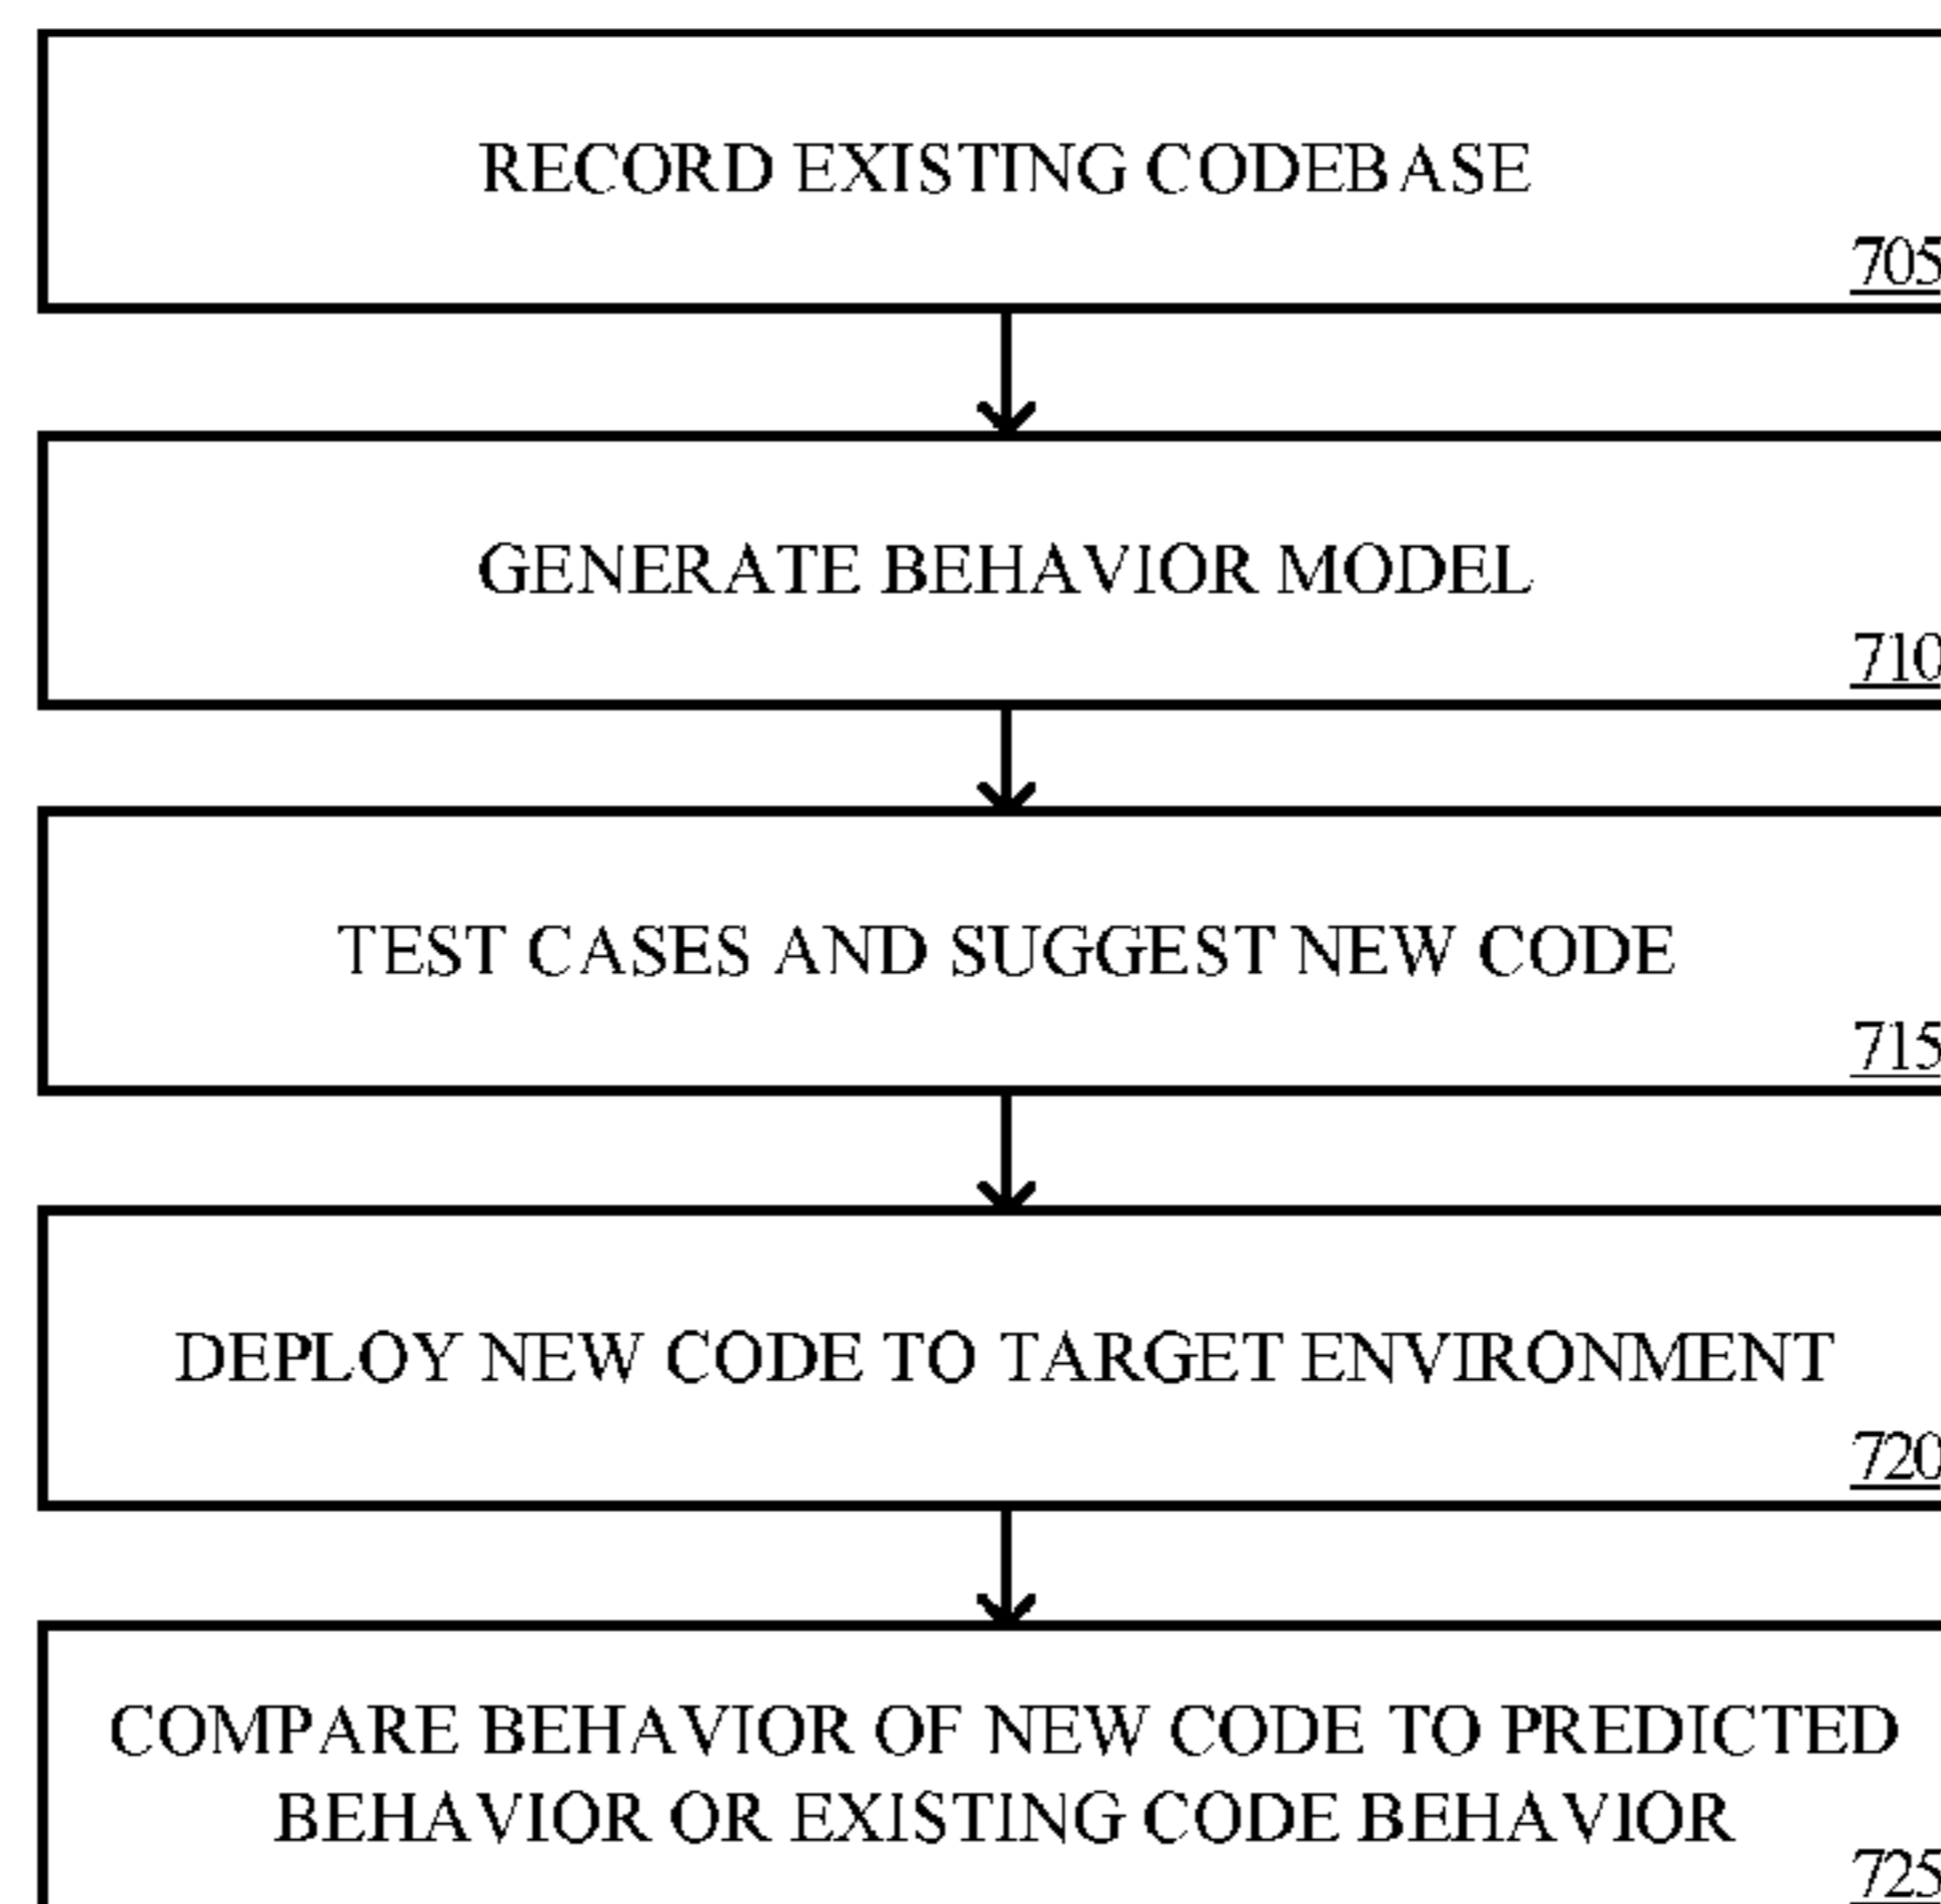 RECORD EXISTING CODEBASE
705
GENERATE BEHAVIOR MODEL
710
TEST CASES AND SUGGEST NEW CODE
715
DEPLOY NEW CODE TO TARGET ENVIRONMENT
720
COMPARE BEHAVIOR OF NEW CODE TO PREDICTED
BEHAVIOR OR EXISTING CODE BEHAVIOR
725